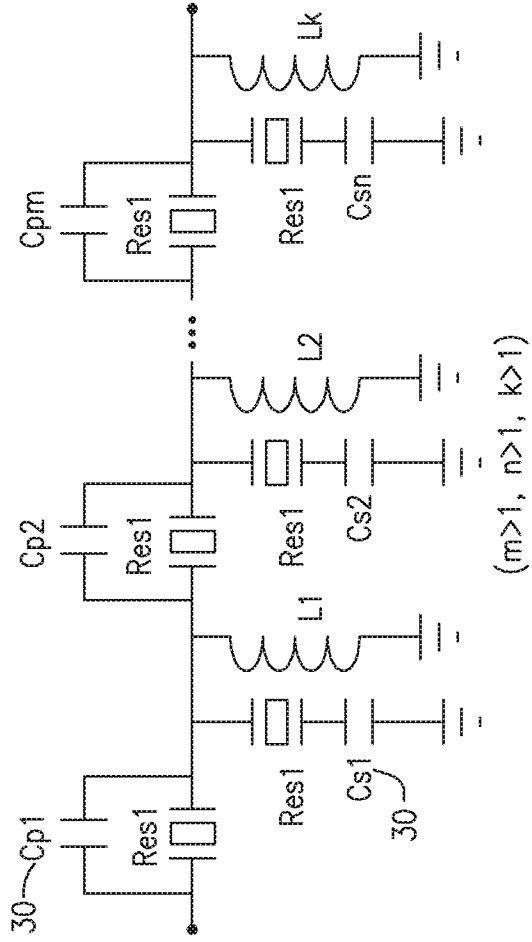 30 Cp1 Cp2 Cpm
Res1 Res1 Res1
L1 L2 Lk
Res1 Res1 Res1
Cs1 Cs2 Csn
30
(m>1, n>1, k>1)